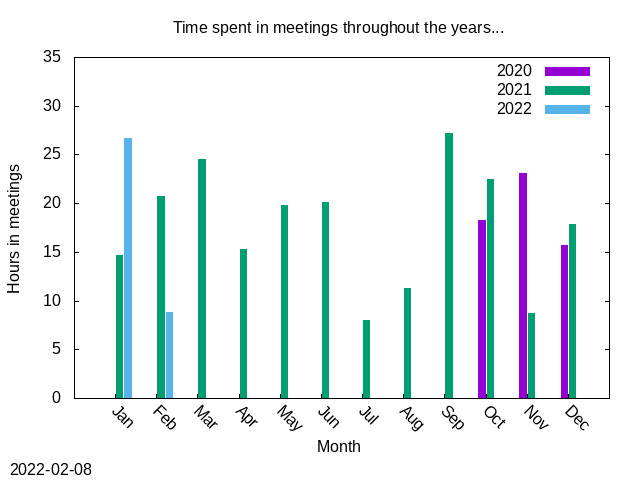 Time spent in meetings throughout the years...
35
30
25
20
15
10
5
0
Hours in meetings
2020
2021
2022
Jan
Feb
Mar
Apr
May
Jun
Jul
Aug
Sep
Oct
Nov
Dec
Month
2022-02-08